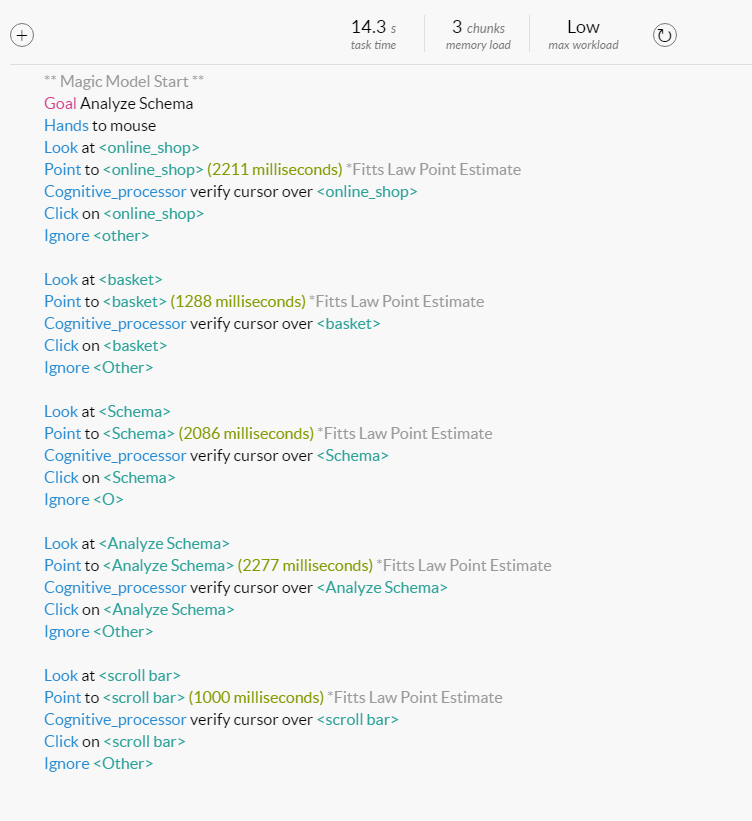 14.3 s
task time
3 chunks
memory load
Low
max workload
** Magic Model Start **
Goal Analyze Schema
Hands to mouse
Look at <online_shop>
Point to <online_shop> (2211 milliseconds) *Fitts Law Point Estimate
Cognitive_processor verify cursor over <online_shop>
Click on <online_shop>
Ignore <other>
Look at <basket>
Point to <basket> (1288 milliseconds) *Fitts Law Point Estimate
Cognitive_processor verify cursor over <basket>
Click on <basket>
Ignore <Other>
Look at <Schema>
Point to <Schema> (2086 milliseconds) *Fitts Law Point Estimate
Cognitive_processor verify cursor over <Schema>
Click on <Schema>
Ignore <O>
Look at <Analyze Schema>
Point to <Analyze Schema> (2277 milliseconds) *Fitts Law Point Estimate
Cognitive_processor verify cursor over <Analyze Schema>
Click on <Analyze Schema>
Ignore <Other>
Look at <scroll bar>
Point to <scroll bar> (1000 milliseconds) *Fitts Law Point Estimate
Cognitive_processor verify cursor over <scroll bar>
Click on <scroll bar>
Ignore <Other>